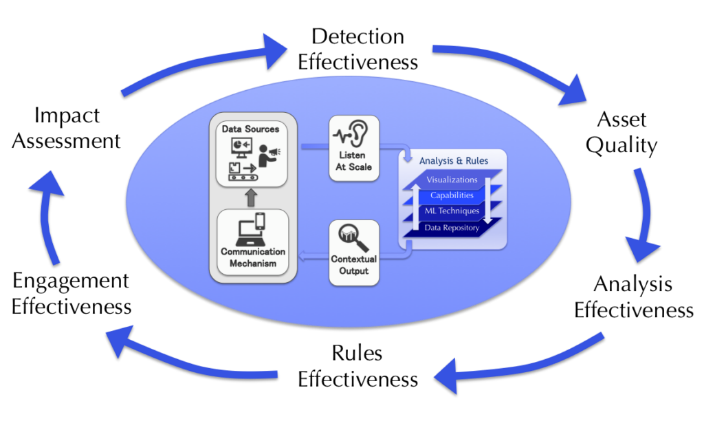 Detection
Effectiveness
Impact
Assessment
Asset
Quality
Data Sources
Listen
At Scale
Analysis & Rules
Visualizations
Capabilities
ML Techniques
Data Repository
Communication
Mechanism
Contextual
Output
Engagement
Effectiveness
Analysis
Effectiveness
Rules
Effectiveness